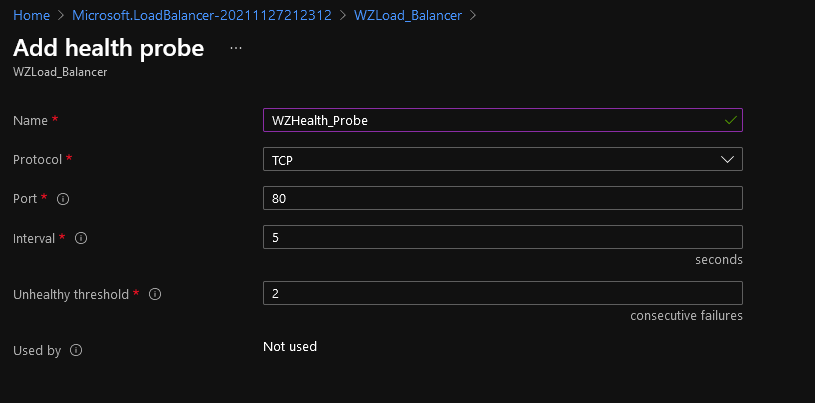 Home > Microsoft.LoadBalancer-20211127212312 > WZLoad_Balancer >
Add health probe ...
WZLoad_Balancer
Name * WZHealth_Probe
Protocol * TCP
Port * 80
Interval * 5
seconds
Unhealthy threshold * 2
consecutive failures
Used by Not used